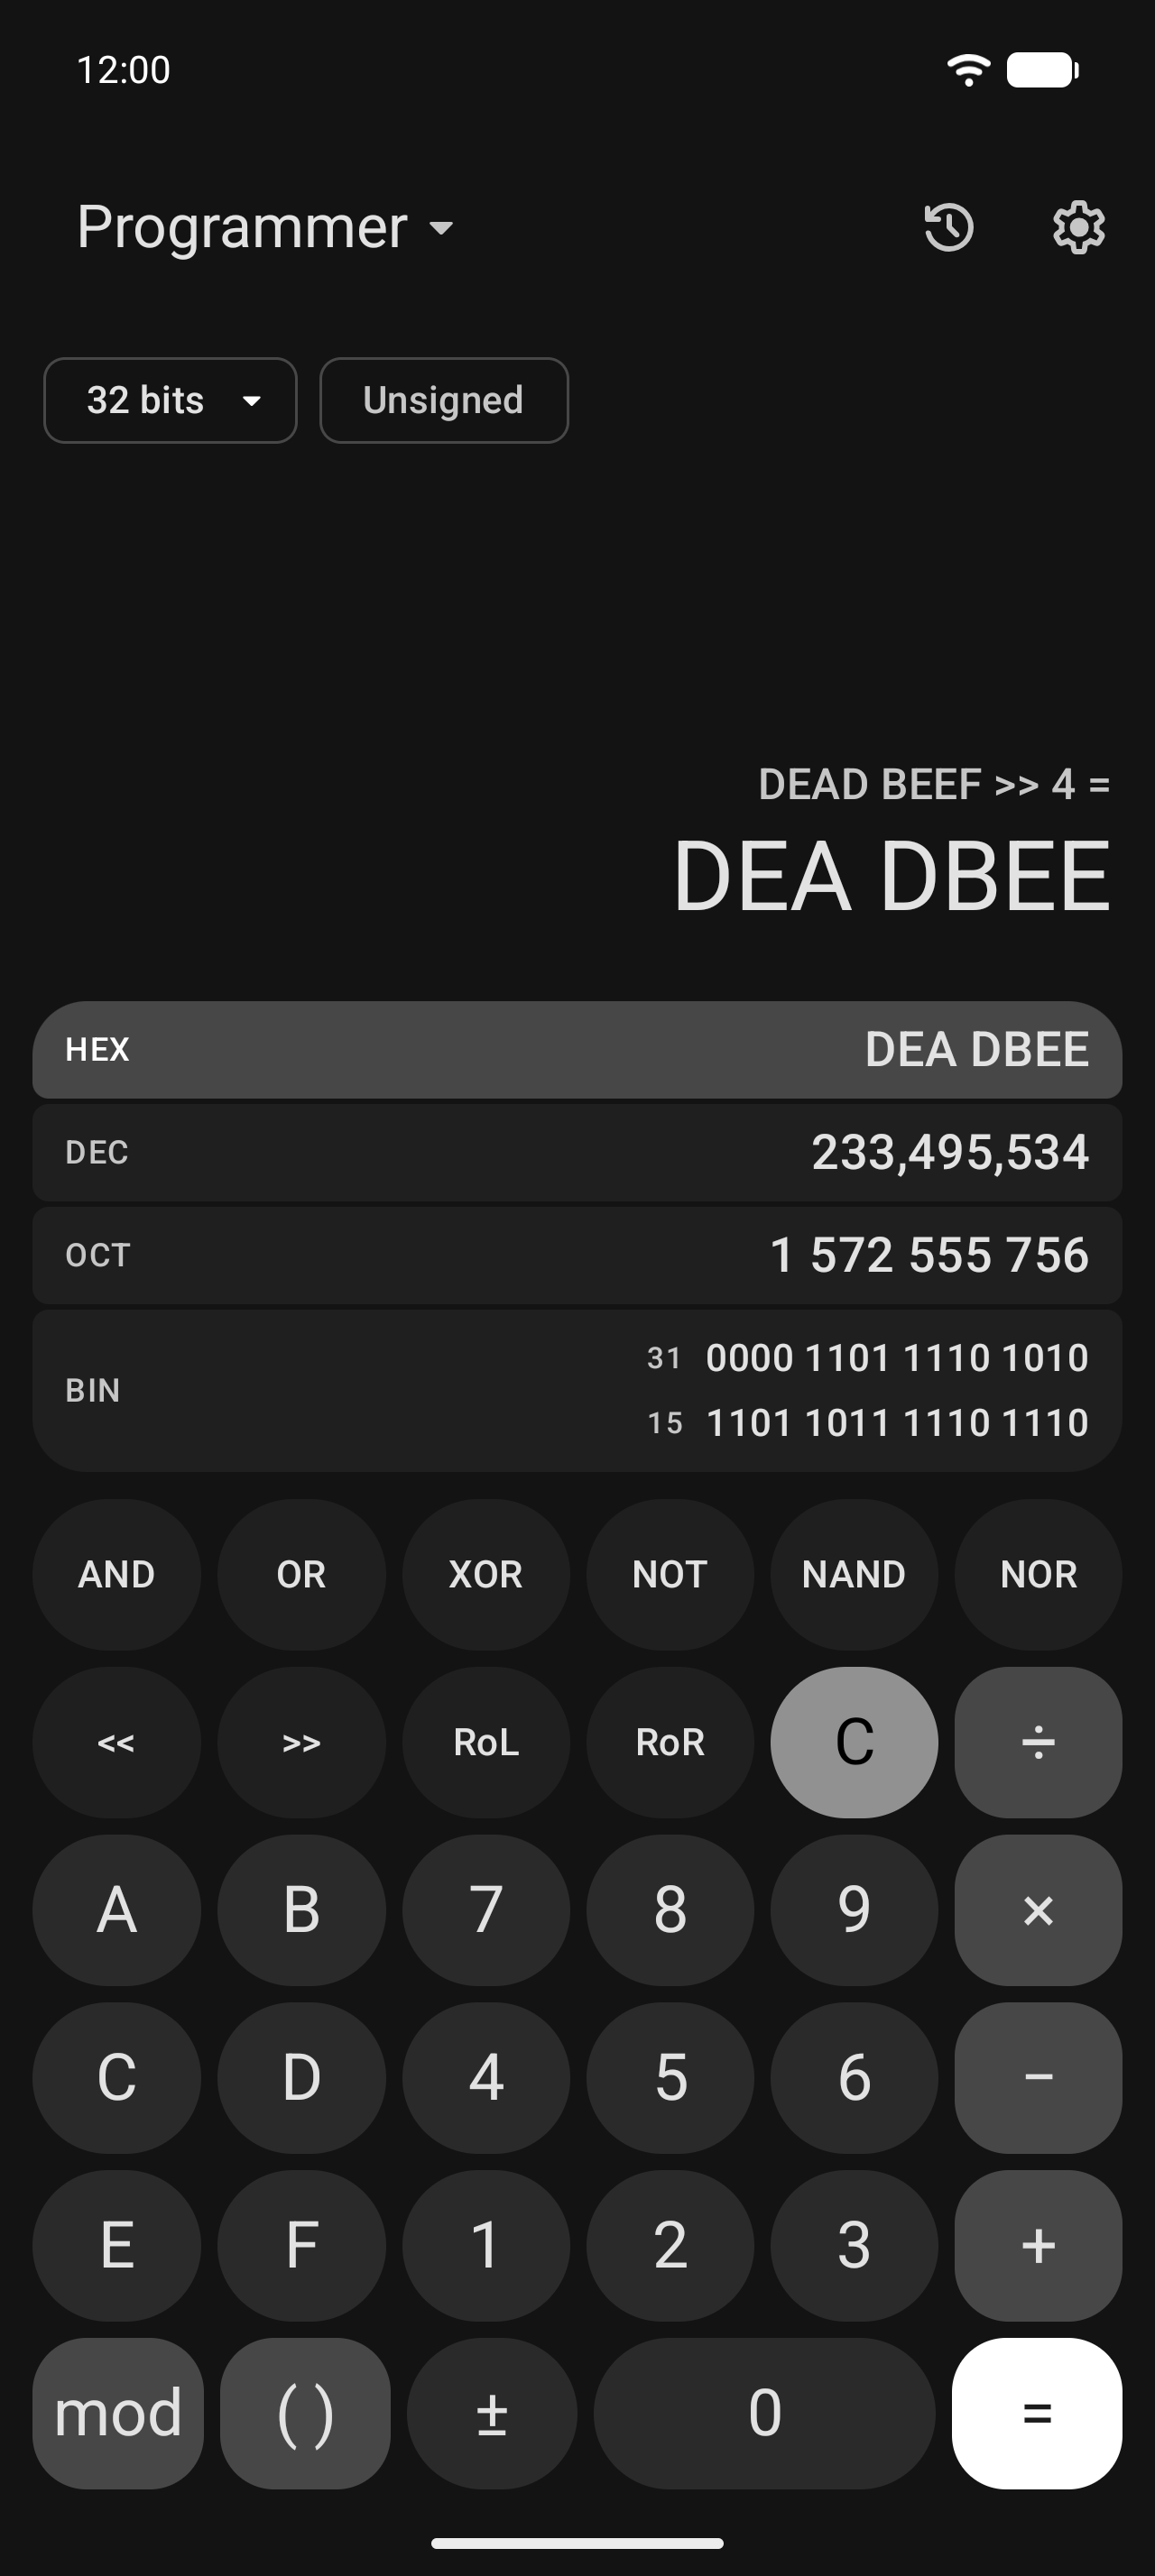 12:00
Programmer
32 bits Unsigned
DEAD BEEF >> 4 =
DEA DBEE
HEX DEA DBEE
DEC 233,495,534
OCT 1 572 555 756
BIN 31 0000 1101 1110 1010
15 1101 1011 1110 1110
AND OR XOR NOT NAND NOR
<< >> RoL RoR C ÷
A B 7 8 9 ×
C D 4 5 6 −
E F 1 2 3 +
mod ( ) ± 0 =